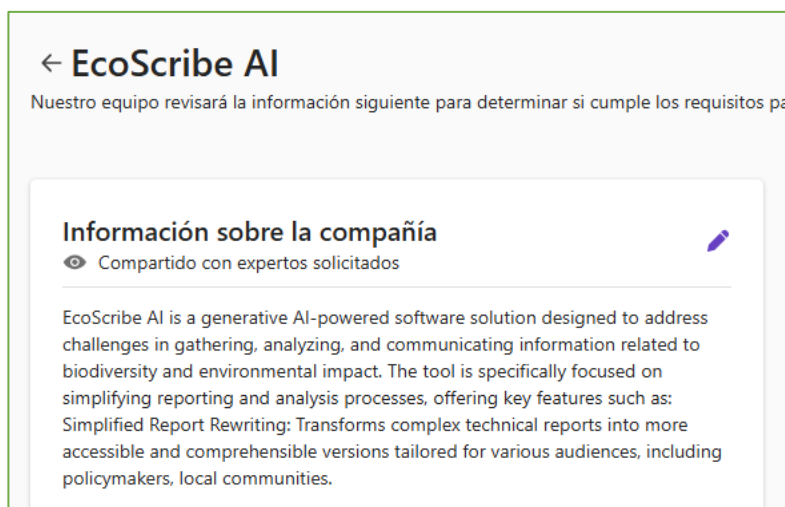 ← EcoScribe AI
Nuestro equipo revisará la información siguiente para determinar si cumple los requisitos
Información sobre la compañía
Compartido con expertos solicitados
EcoScribe AI is a generative AI-powered software solution designed to address
challenges in gathering, analyzing, and communicating information related to
biodiversity and environmental impact. The tool is specifically focused on
simplifying reporting and analysis processes, offering key features such as:
Simplified Report Rewriting: Transforms complex technical reports into more
accessible and comprehensible versions tailored for various audiences, including
policymakers, local communities.